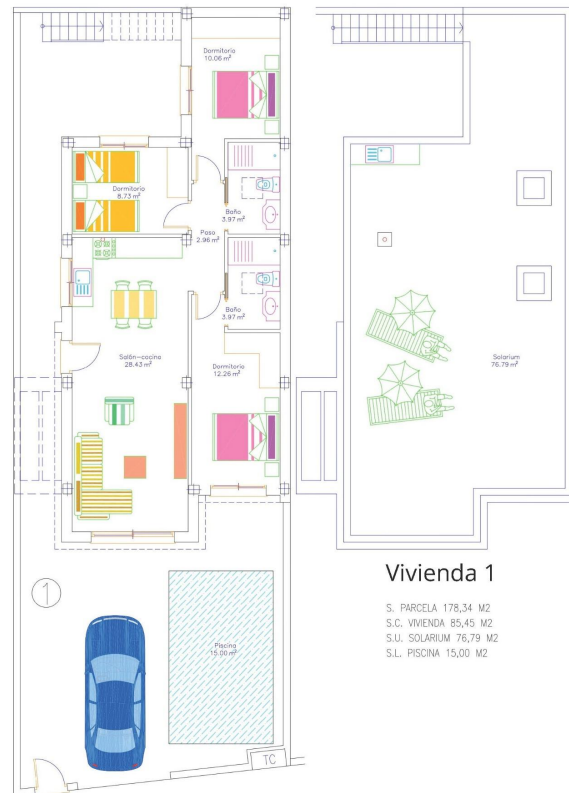 Dormitorio
10.06 m²
Dormitorio
8.73 m²
Baño
3.97 m²
Paso
2.96 m²
Baño
3.97 m²
Salón-cocina
28.43 m²
Dormitorio
12.26 m²
Solarium
76.79 m²
1
Piscina
15.00 m²
TC
Vivienda 1
S. PARCELA 178,34 M2
S.C. VIVIENDA 85,45 M2
S.U. SOLARIUM 76,79 M2
S.L. PISCINA 15,00 M2